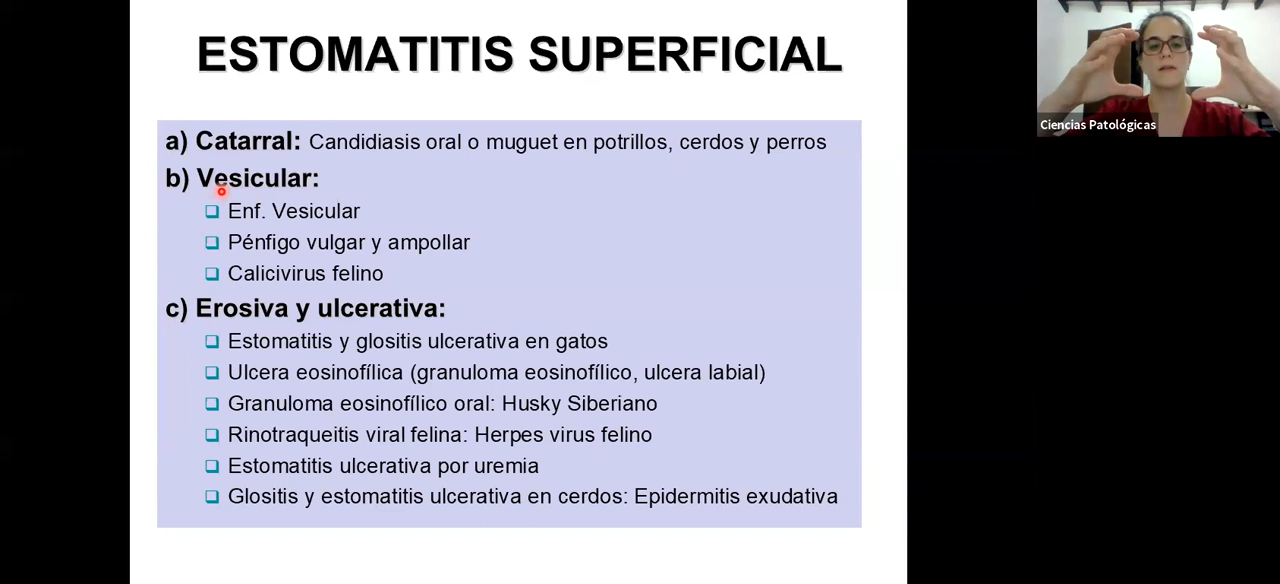 ESTOMATITIS SUPERFICIAL
a) Catarral: Candidiasis oral o muguet en potrillos, cerdos y perros
b) Vesicular:
Enf. Vesicular
Pénfigo vulgar y ampollar
Calicivirus felino
c) Erosiva y ulcerativa:
Estomatitis y glositis ulcerativa en gatos
Ulcera eosinofílica (granuloma eosinofílico, ulcera labial)
Granuloma eosinofílico oral: Husky Siberiano
Rinotraqueitis viral felina: Herpes virus felino
Estomatitis ulcerativa por uremia
Glositis y estomatitis ulcerativa en cerdos: Epidermitis exudativa
Ciencias Patológicas